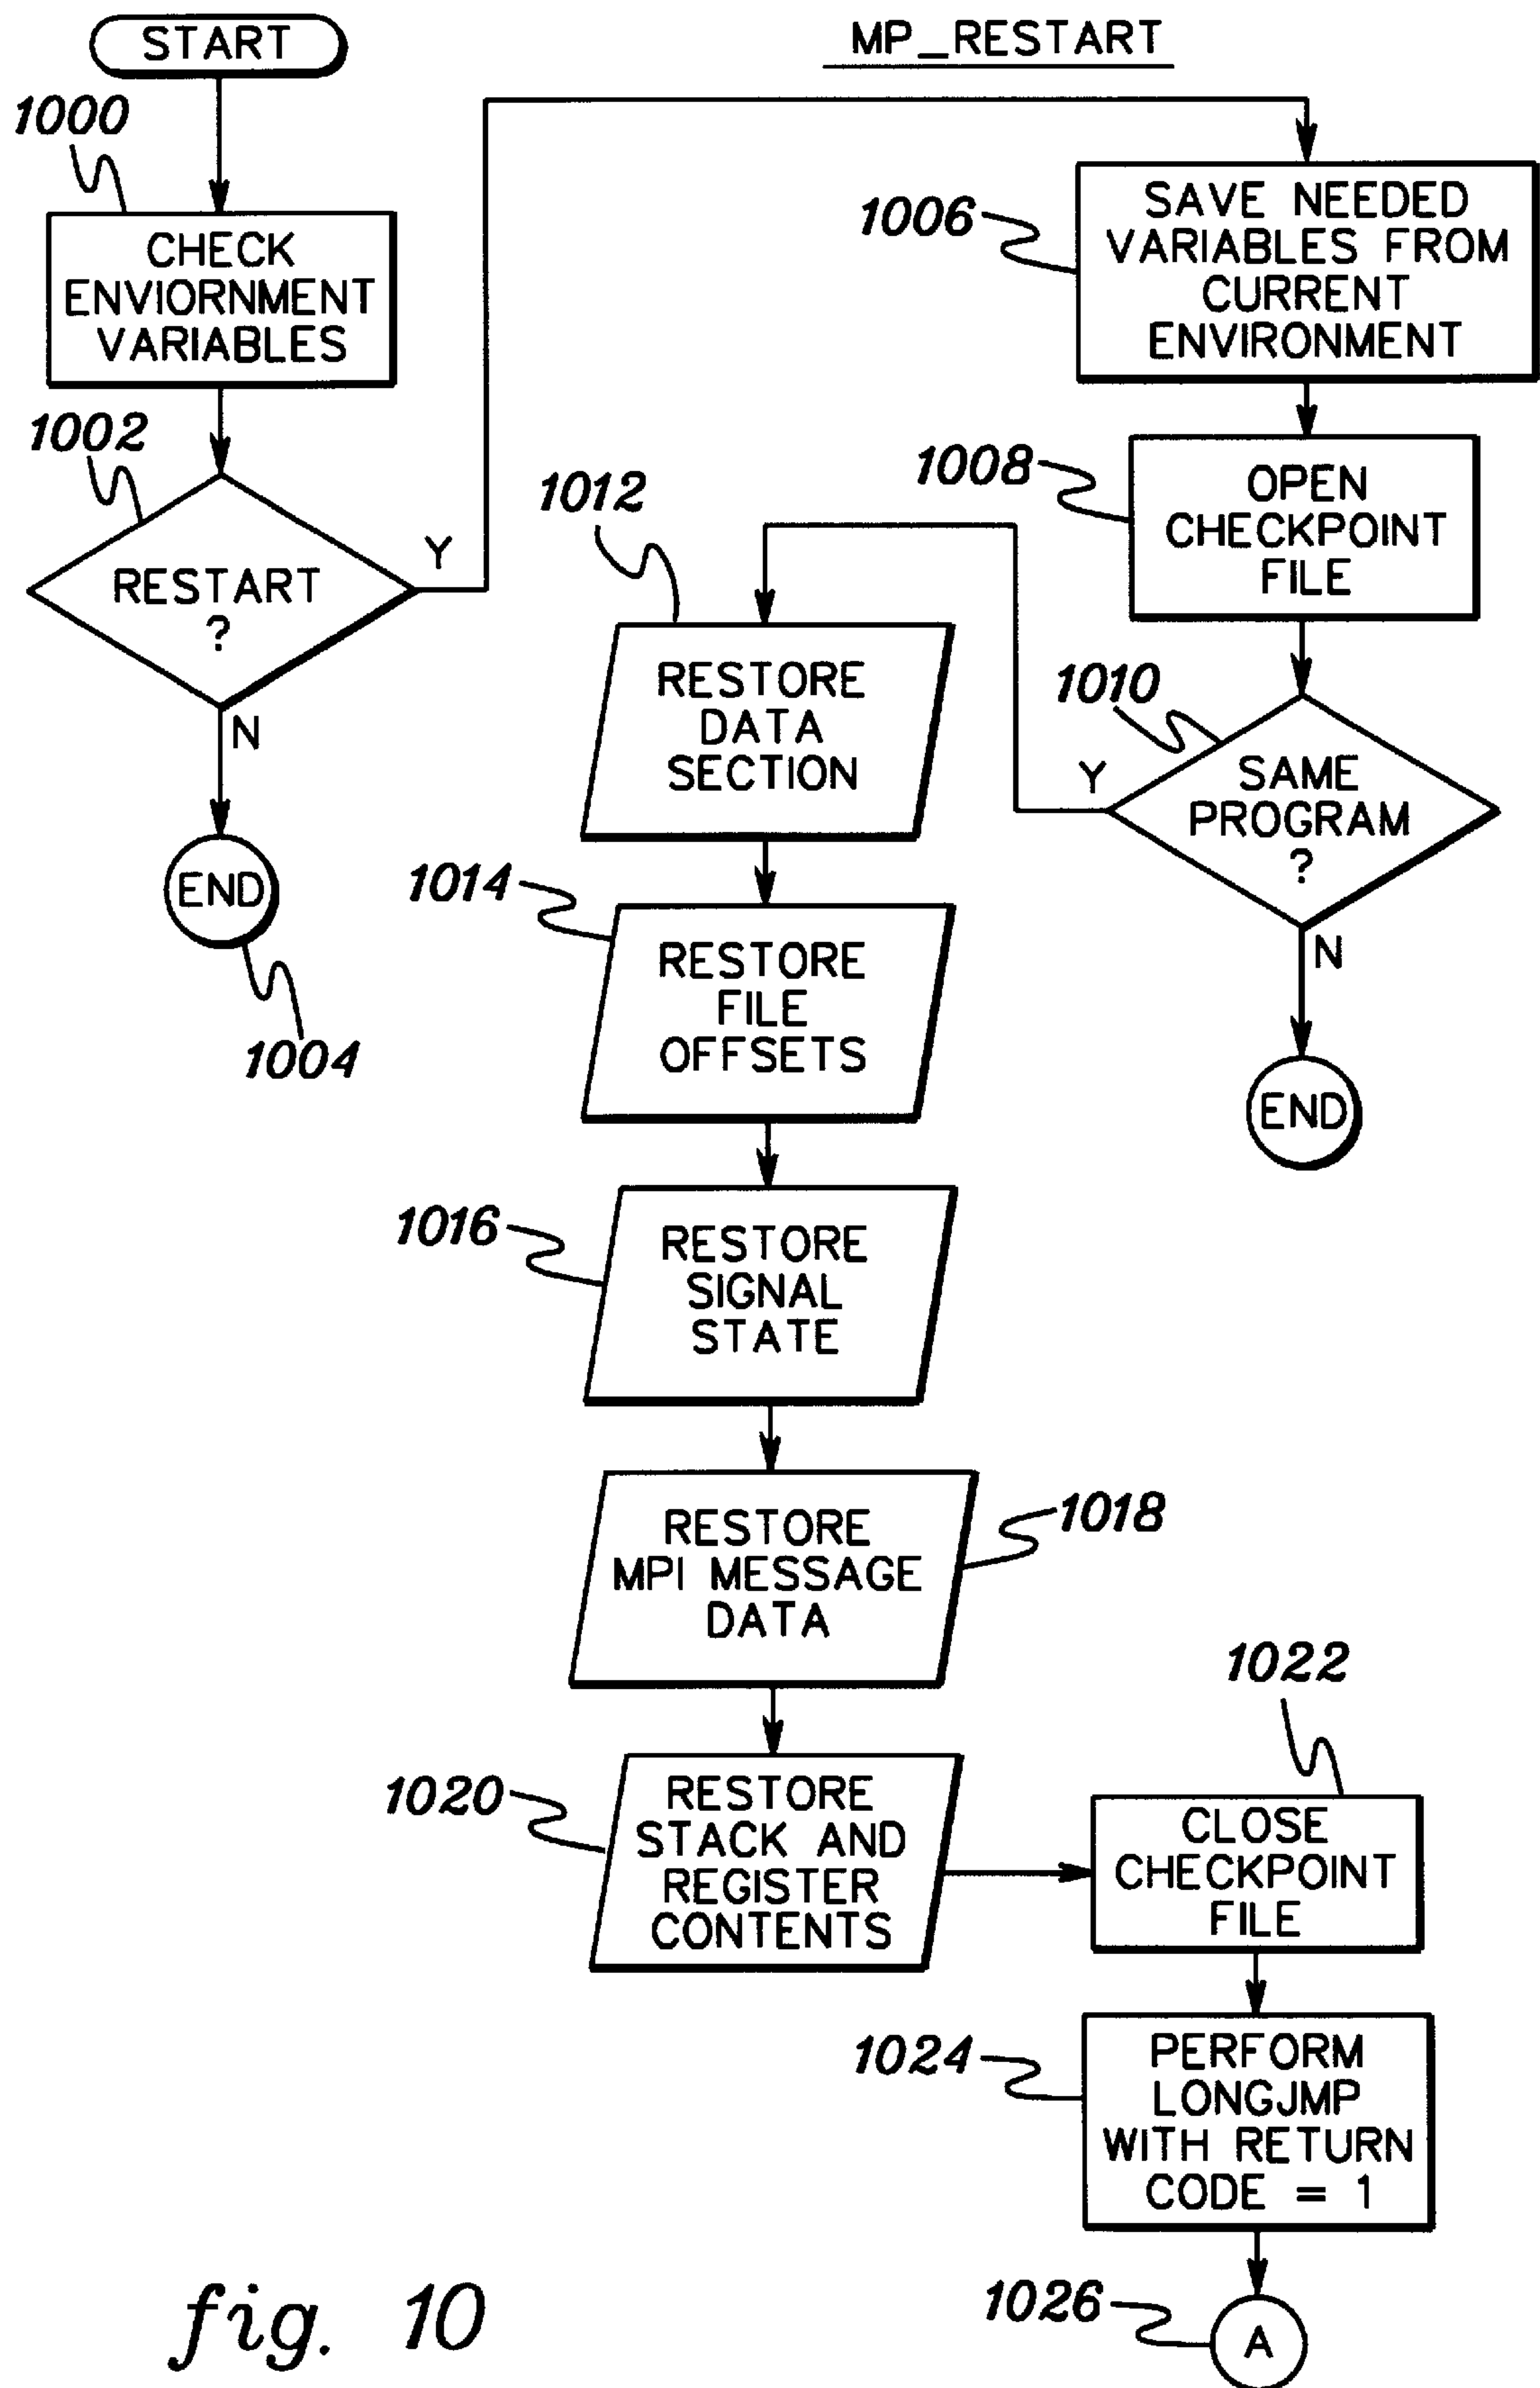 START
MP_RESTART
1000
CHECK
ENVIORNMENT
VARIABLES
1002
RESTART
?
Y
N
END
1004
1006
SAVE NEEDED
VARIABLES FROM
CURRENT
ENVIRONMENT
1008
OPEN
CHECKPOINT
FILE
1010
SAME
PROGRAM
?
Y
N
END
1012
RESTORE
DATA
SECTION
1014
RESTORE
FILE
OFFSETS
1016
RESTORE
SIGNAL
STATE
1018
RESTORE
MPI MESSAGE
DATA
1020
RESTORE
STACK AND
REGISTER
CONTENTS
1022
CLOSE
CHECKPOINT
FILE
1024
PERFORM
LONGJMP
WITH RETURN
CODE = 1
1026
A
fig. 10